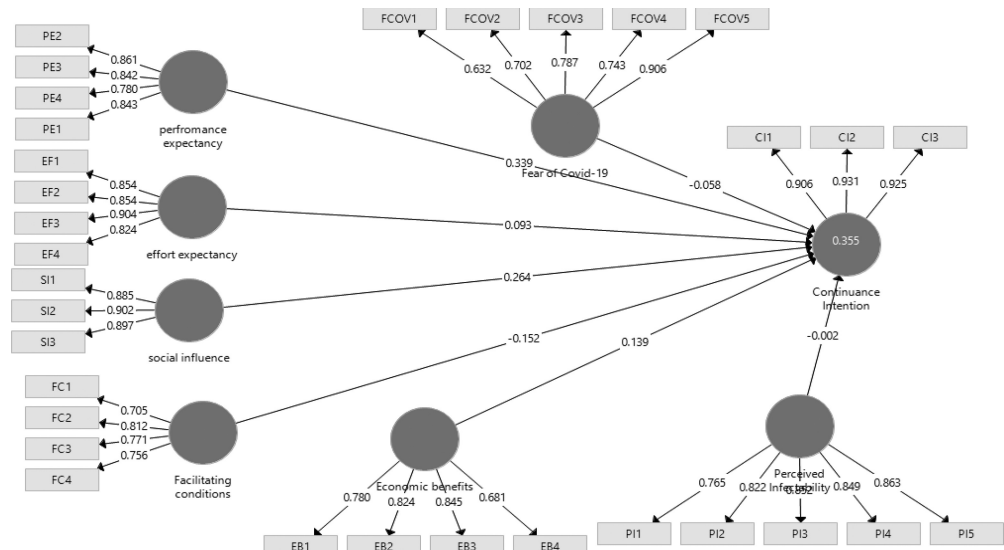 FCOV1 FCOV2 FCOV3 FCOV4 FCOV5
0.632 0.702 0.787 0.743 0.906
Fear of Covid-19
PE2
PE3
PE4
PE1
0.861
0.842
0.780
0.843
perfromance
expectancy
EF1
EF2
EF3
EF4
0.854
0.854
0.904
0.824
effort expectancy
SI1
SI2
SI3
0.885
0.902
0.897
social influence
FC1
FC2
FC3
FC4
0.705
0.812
0.771
0.756
Facilitating
conditions
0.339
-0.058
0.093
0.264
-0.152
0.139
-0.002
CI1 CI2 CI3
0.906 0.931 0.925
0.355
Continuance
Intention
Economic benefits
0.780 0.824 0.845 0.681
EB1 EB2 EB3 EB4
Perceived
Infectability
0.765 0.822 0.849 0.863
PI1 PI2 PI3 PI4 PI5